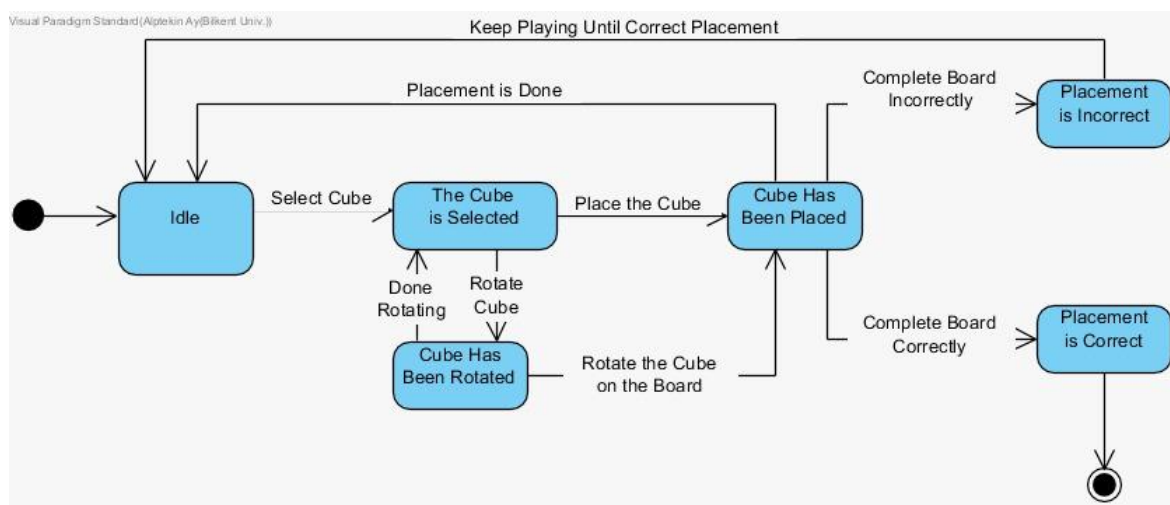 Visual Paradigm Standard(Alptekin Ay(Bilkent Univ.))
Keep Playing Until Correct Placement
Placement is Done
Complete Board
Incorrectly
Placement
is Incorrect
Idle
Select Cube
The Cube
is Selected
Place the Cube
Cube Has
Been Placed
Done
Rotating
Rotate
Cube
Cube Has
Been Rotated
Rotate the Cube
on the Board
Complete Board
Correctly
Placement
is Correct